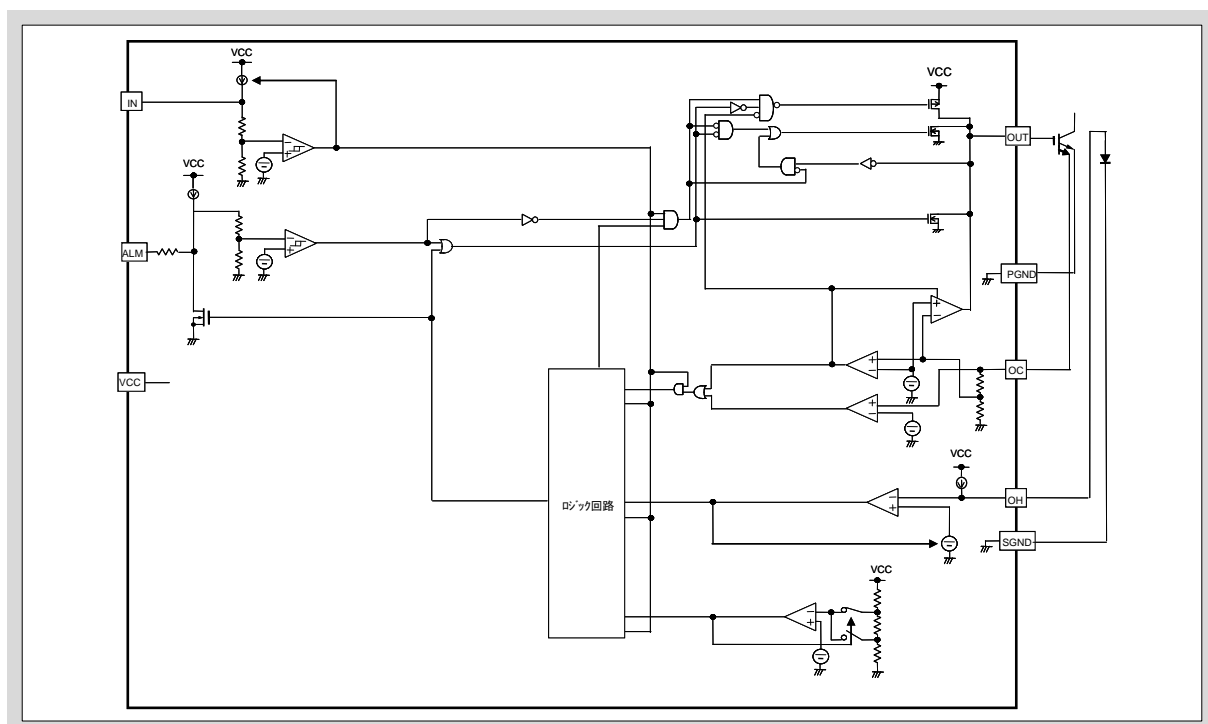 VCC
VCC
IN
OUT
VCC
ALM
PGND
VCC
OC
VCC
ロジック回路
OH
SGND
VCC